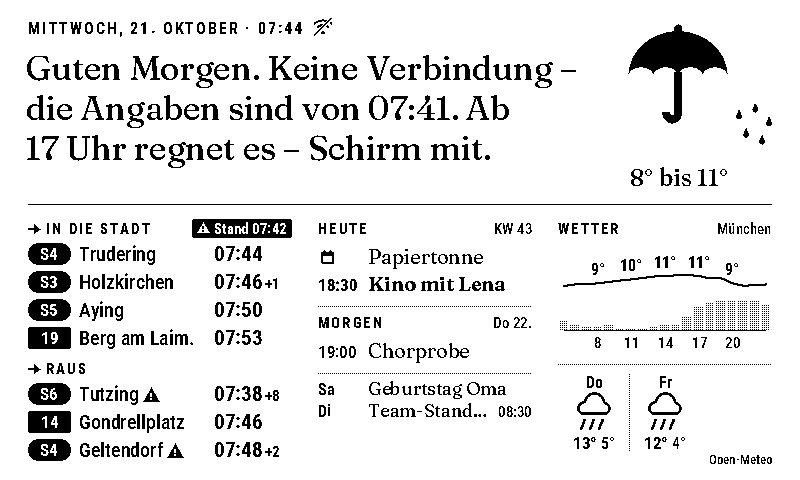 MITTWOCH, 21. OKTOBER · 07:44
Guten Morgen. Keine Verbindung –
die Angaben sind von 07:41. Ab
17 Uhr regnet es – Schirm mit.
8° bis 11°
→ IN DIE STADT Stand 07:42
S4 Trudering 07:44
S3 Holzkirchen 07:46 +1
S5 Aying 07:50
19 Berg am Laim. 07:53
→ RAUS
S6 Tutzing 07:38 +8
14 Gondrellplatz 07:46
S4 Geltendorf 07:48 +2
HEUTE KW 43
Papiertonne
18:30 Kino mit Lena
MORGEN Do 22.
19:00 Chorprobe
Sa Geburtstag Oma
Di Team-Stand... 08:30
WETTER München
9° 10° 11° 11° 9°
8 11 14 17 20
Do Fr
13° 5° 12° 4°
Open-Meteo